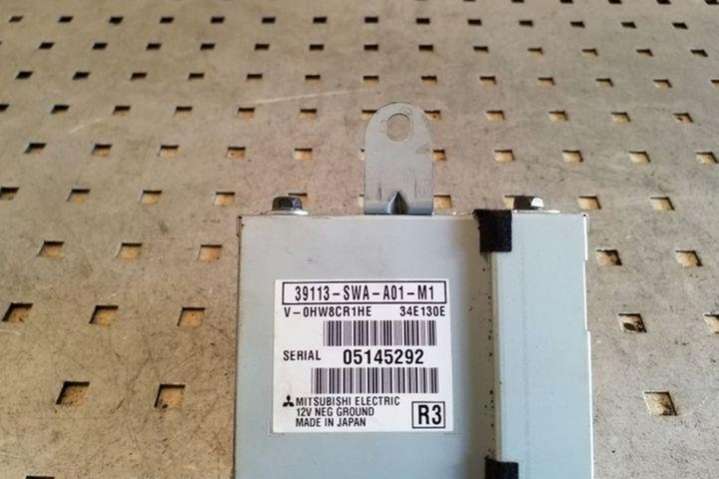 39113-SWA-A01-M1
V-0HW8CR1HE 34E130E
SERIAL 05145292
MITSUBISHI ELECTRIC
12V NEG GROUND
MADE IN JAPAN R3